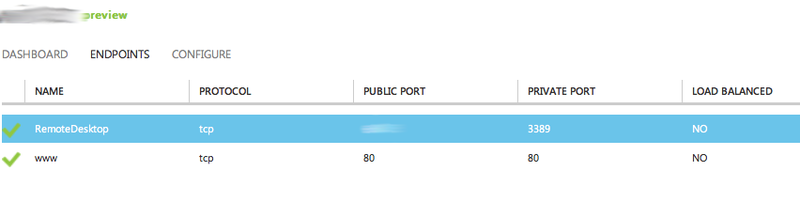 review
DASHBOARD ENDPOINTS CONFIGURE
NAME PROTOCOL PUBLIC PORT PRIVATE PORT LOAD BALANCED
RemoteDesktop tcp 3389 NO
www tcp 80 80 NO